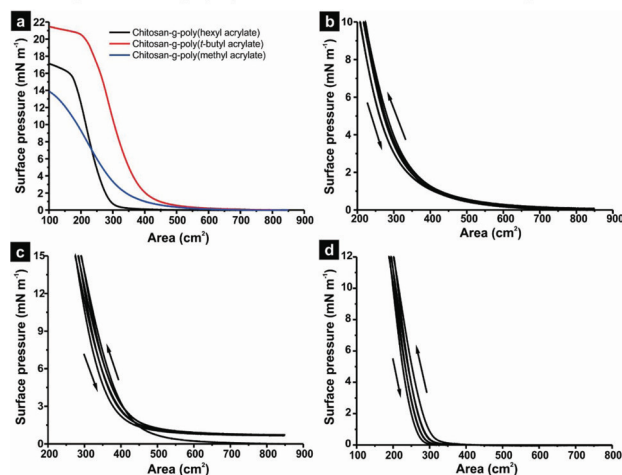 a
Chitosan-g-poly(hexyl acrylate)
Chitosan-g-poly(t-butyl acrylate)
Chitosan-g-poly(methyl acrylate)
Surface pressure (mN m⁻¹)
22
20
18
16
14
12
10
8
6
4
2
0
100 200 300 400 500 600 700 800 900
Area (cm²)
b
Surface pressure (mN m⁻¹)
10
8
6
4
2
0
200 300 400 500 600 700 800 900
Area (cm²)
c
Surface pressure (mN m⁻¹)
15
12
9
6
3
0
200 300 400 500 600 700 800 900
Area (cm²)
d
Surface pressure (mN m⁻¹)
12
10
8
6
4
2
0
100 200 300 400 500 600 700 800 900
Area (cm²)